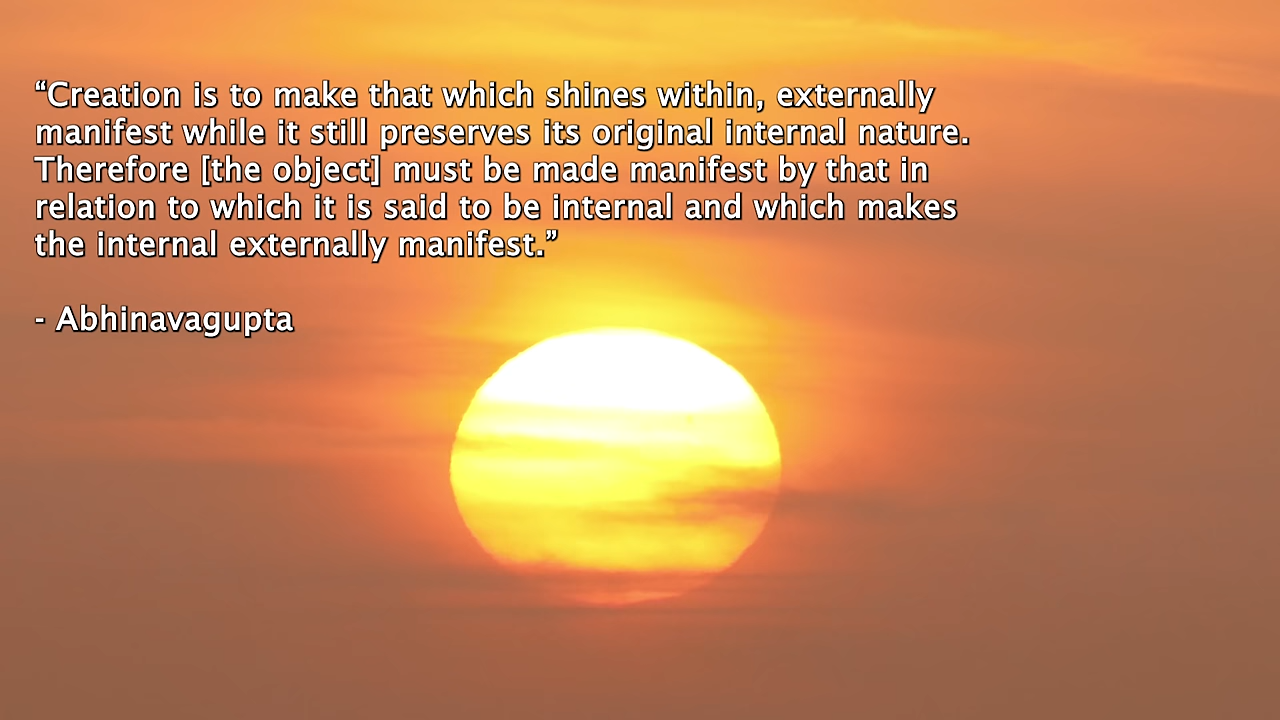 “Creation is to make that which shines within, externally
manifest while it still preserves its original internal nature.
Therefore [the object] must be made manifest by that in
relation to which it is said to be internal and which makes
the internal externally manifest.”
- Abhinavagupta